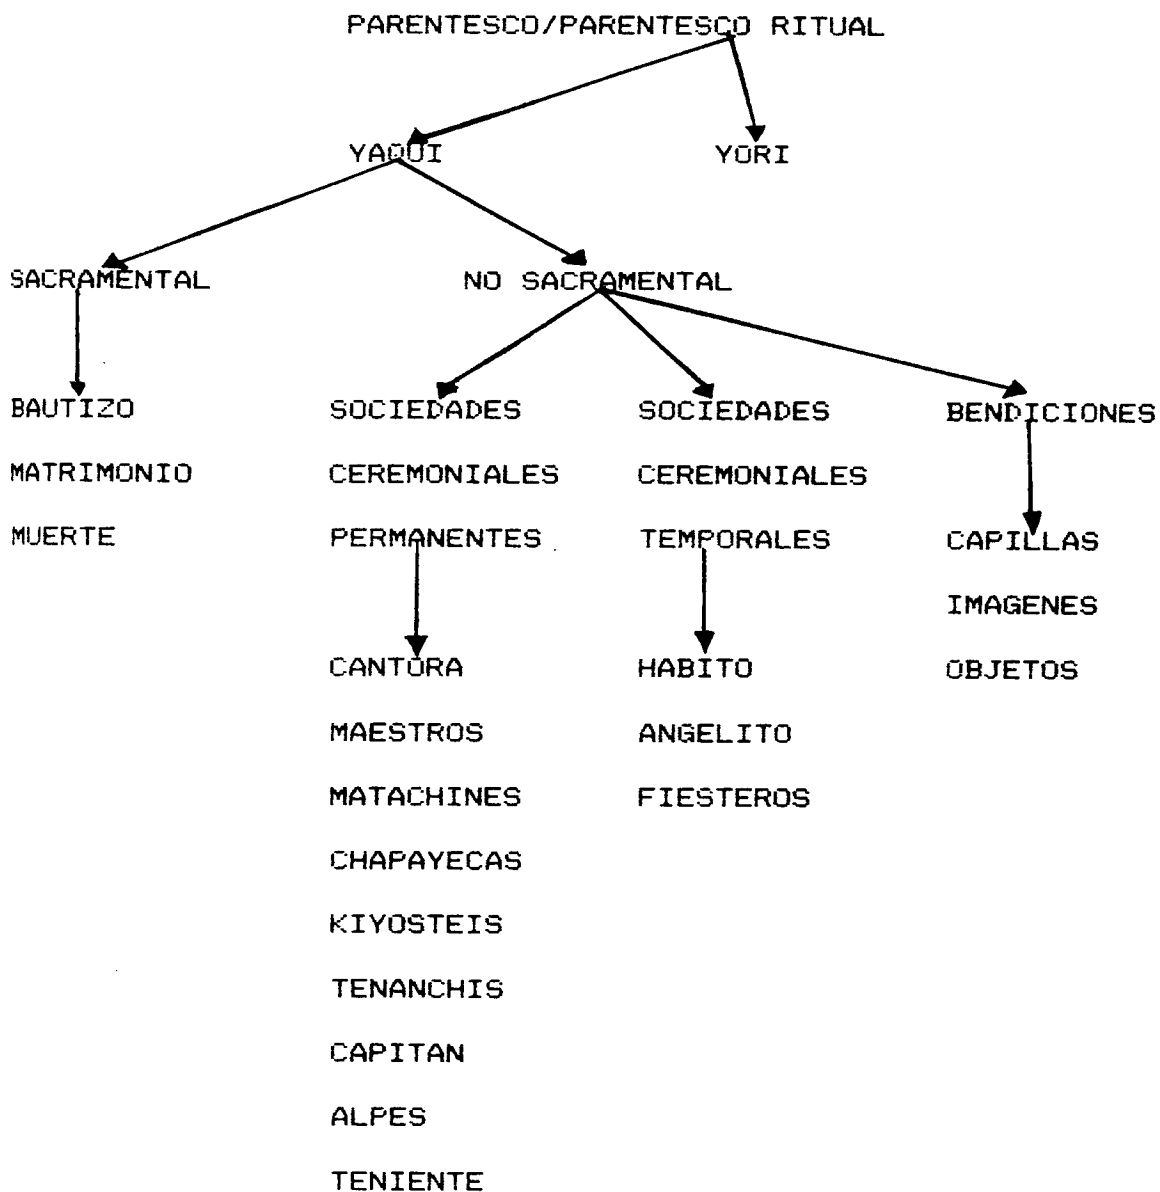 PARENTESCO/PARENTESCO RITUAL
YAQUI YORI
SACRAMENTAL NO SACRAMENTAL
BAUTIZO SOCIEDADES SOCIEDADES BENDICIONES
MATRIMONIO CEREMONIALES CEREMONIALES
MUERTE PERMANENTES TEMPORALES CAPILLAS
IMAGENES
CANTORA HABITO OBJETOS
MAESTROS ANGELITO
MATACHINES FIESTEROS
CHAPAYECAS
KIYOSTEIS
TENANCHIS
CAPITAN
ALPES
TENIENTE